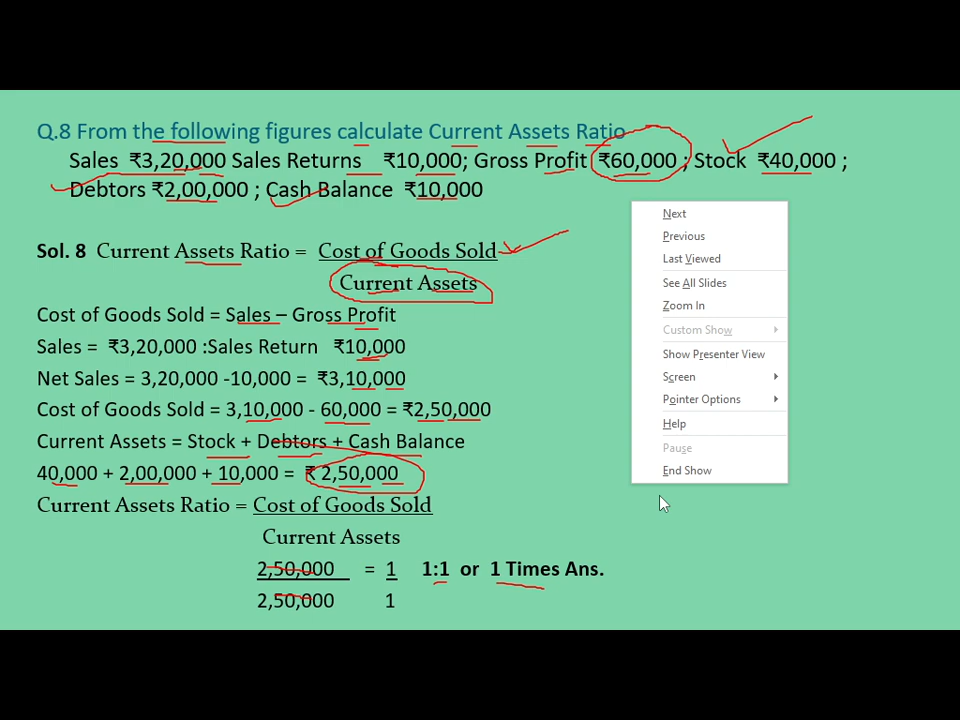 Q.8 From the following figures calculate Current Assets Ratio
Sales ₹3,20,000 Sales Returns ₹10,000; Gross Profit ₹60,000 ; Stock ₹40,000 ;
Debtors ₹2,00,000 ; Cash Balance ₹10,000
Sol. 8 Current Assets Ratio = Cost of Goods Sold
Current Assets
Cost of Goods Sold = Sales – Gross Profit
Sales = ₹3,20,000 :Sales Return ₹10,000
Net Sales = 3,20,000 -10,000 = ₹3,10,000
Cost of Goods Sold = 3,10,000 - 60,000 = ₹2,50,000
Current Assets = Stock + Debtors + Cash Balance
40,000 + 2,00,000 + 10,000 = ₹ 2,50,000
Current Assets Ratio = Cost of Goods Sold
Current Assets
2,50,000 = 1 1:1 or 1 Times Ans.
2,50,000 1
Next
Previous
Last Viewed
See All Slides
Zoom In
Custom Show
Show Presenter View
Screen
Pointer Options
Help
Pause
End Show